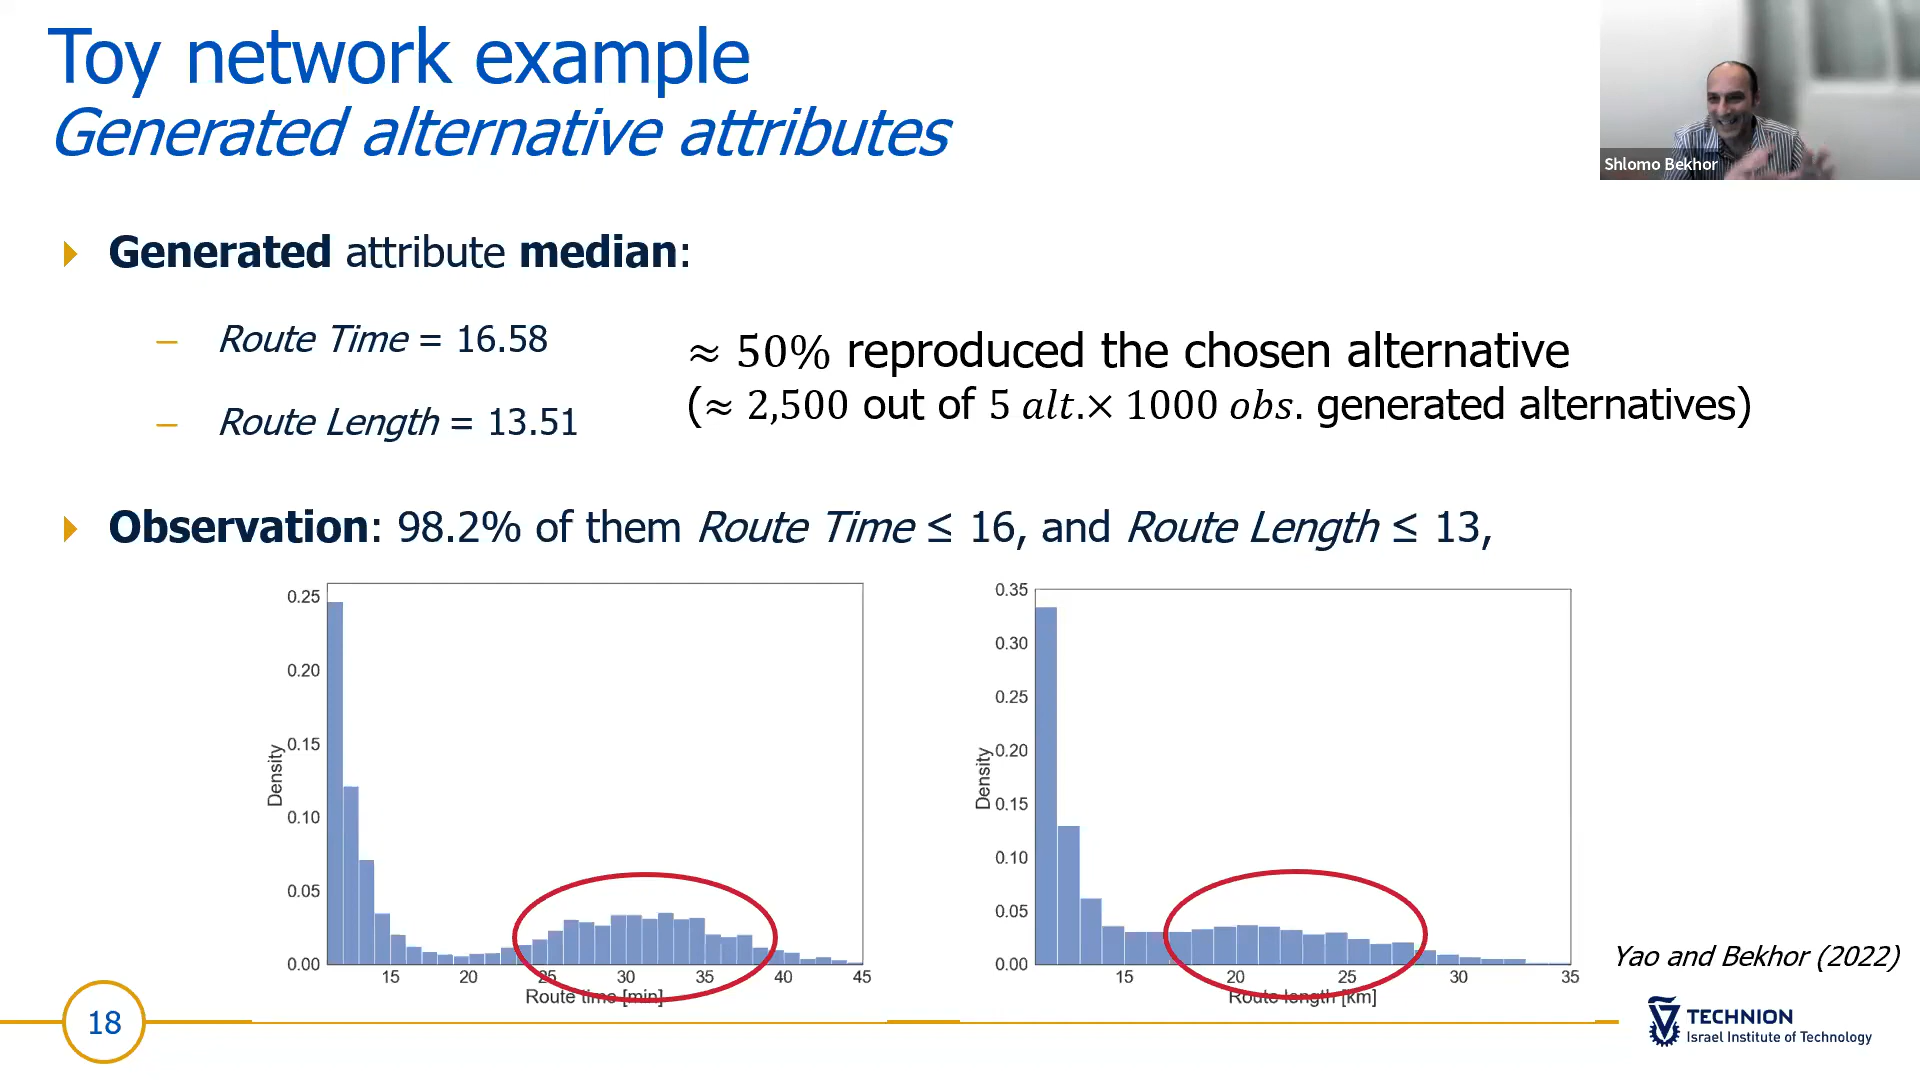 Toy network example
Generated alternative attributes
Shlomo Bekhor
Generated attribute median:
– Route Time = 16.58
– Route Length = 13.51
≈ 50% reproduced the chosen alternative
(≈ 2,500 out of 5 alt.× 1000 obs. generated alternatives)
Observation: 98.2% of them Route Time ≤ 16, and Route Length ≤ 13,
0.25
0.20
0.15
0.10
0.05
0.00
Density
15 20 25 30 35 40 45
Route time [min]
0.35
0.30
0.25
0.20
0.15
0.10
0.05
0.00
Density
15 20 25 30 35
Route length [km]
Yao and Bekhor (2022)
18
TECHNION
Israel Institute of Technology